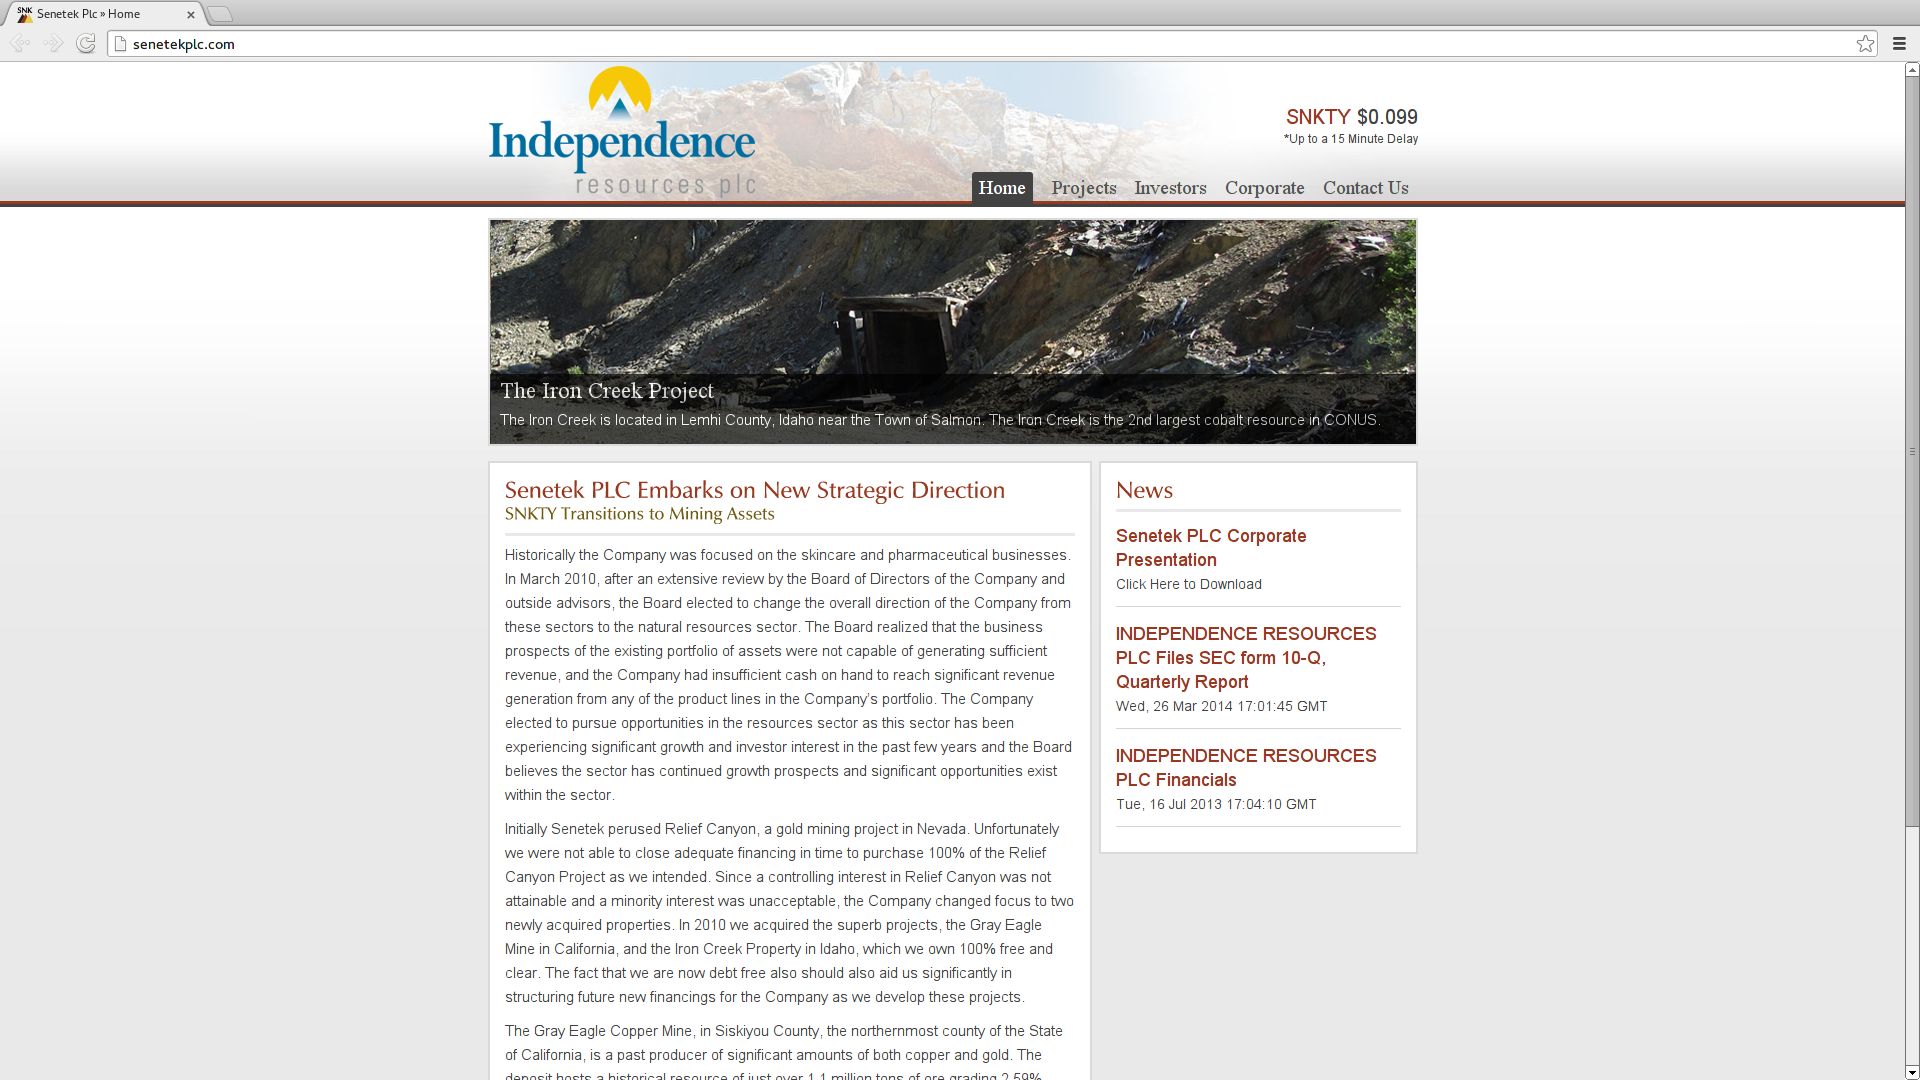 SNK
Senetek Plc » Home
senetekplc.com
Independence
resources plc
SNKTY $0.099
*Up to a 15 Minute Delay
Home Projects Investors Corporate Contact Us
The Iron Creek Project
The Iron Creek is located in Lemhi County, Idaho near the Town of Salmon. The Iron Creek is the 2nd largest cobalt resource in CONUS.
Senetek PLC Embarks on New Strategic Direction
SNKTY Transitions to Mining Assets
Historically the Company was focused on the skincare and pharmaceutical businesses.
In March 2010, after an extensive review by the Board of Directors of the Company and
outside advisors, the Board elected to change the overall direction of the Company from
these sectors to the natural resources sector. The Board realized that the business
prospects of the existing portfolio of assets were not capable of generating sufficient
revenue, and the Company had insufficient cash on hand to reach significant revenue
generation from any of the product lines in the Company's portfolio. The Company
elected to pursue opportunities in the resources sector as this sector has been
experiencing significant growth and investor interest in the past few years and the Board
believes the sector has continued growth prospects and significant opportunities exist
within the sector.
Initially Senetek perused Relief Canyon, a gold mining project in Nevada. Unfortunately
we were not able to close adequate financing in time to purchase 100% of the Relief
Canyon Project as we intended. Since a controlling interest in Relief Canyon was not
attainable and a minority interest was unacceptable, the Company changed focus to two
newly acquired properties. In 2010 we acquired the superb projects, the Gray Eagle
Mine in California, and the Iron Creek Property in Idaho, which we own 100% free and
clear. The fact that we are now debt free also should also aid us significantly in
structuring future new financings for the Company as we develop these projects.
The Gray Eagle Copper Mine, in Siskiyou County, the northernmost county of the State
of California, is a past producer of significant amounts of both copper and gold. The
deposit hosts a historical resource of just over 1.1 million tons of ore grading 2.59%
News
Senetek PLC Corporate
Presentation
Click Here to Download
INDEPENDENCE RESOURCES
PLC Files SEC form 10-Q,
Quarterly Report
Wed, 26 Mar 2014 17:01:45 GMT
INDEPENDENCE RESOURCES
PLC Financials
Tue, 16 Jul 2013 17:04:10 GMT